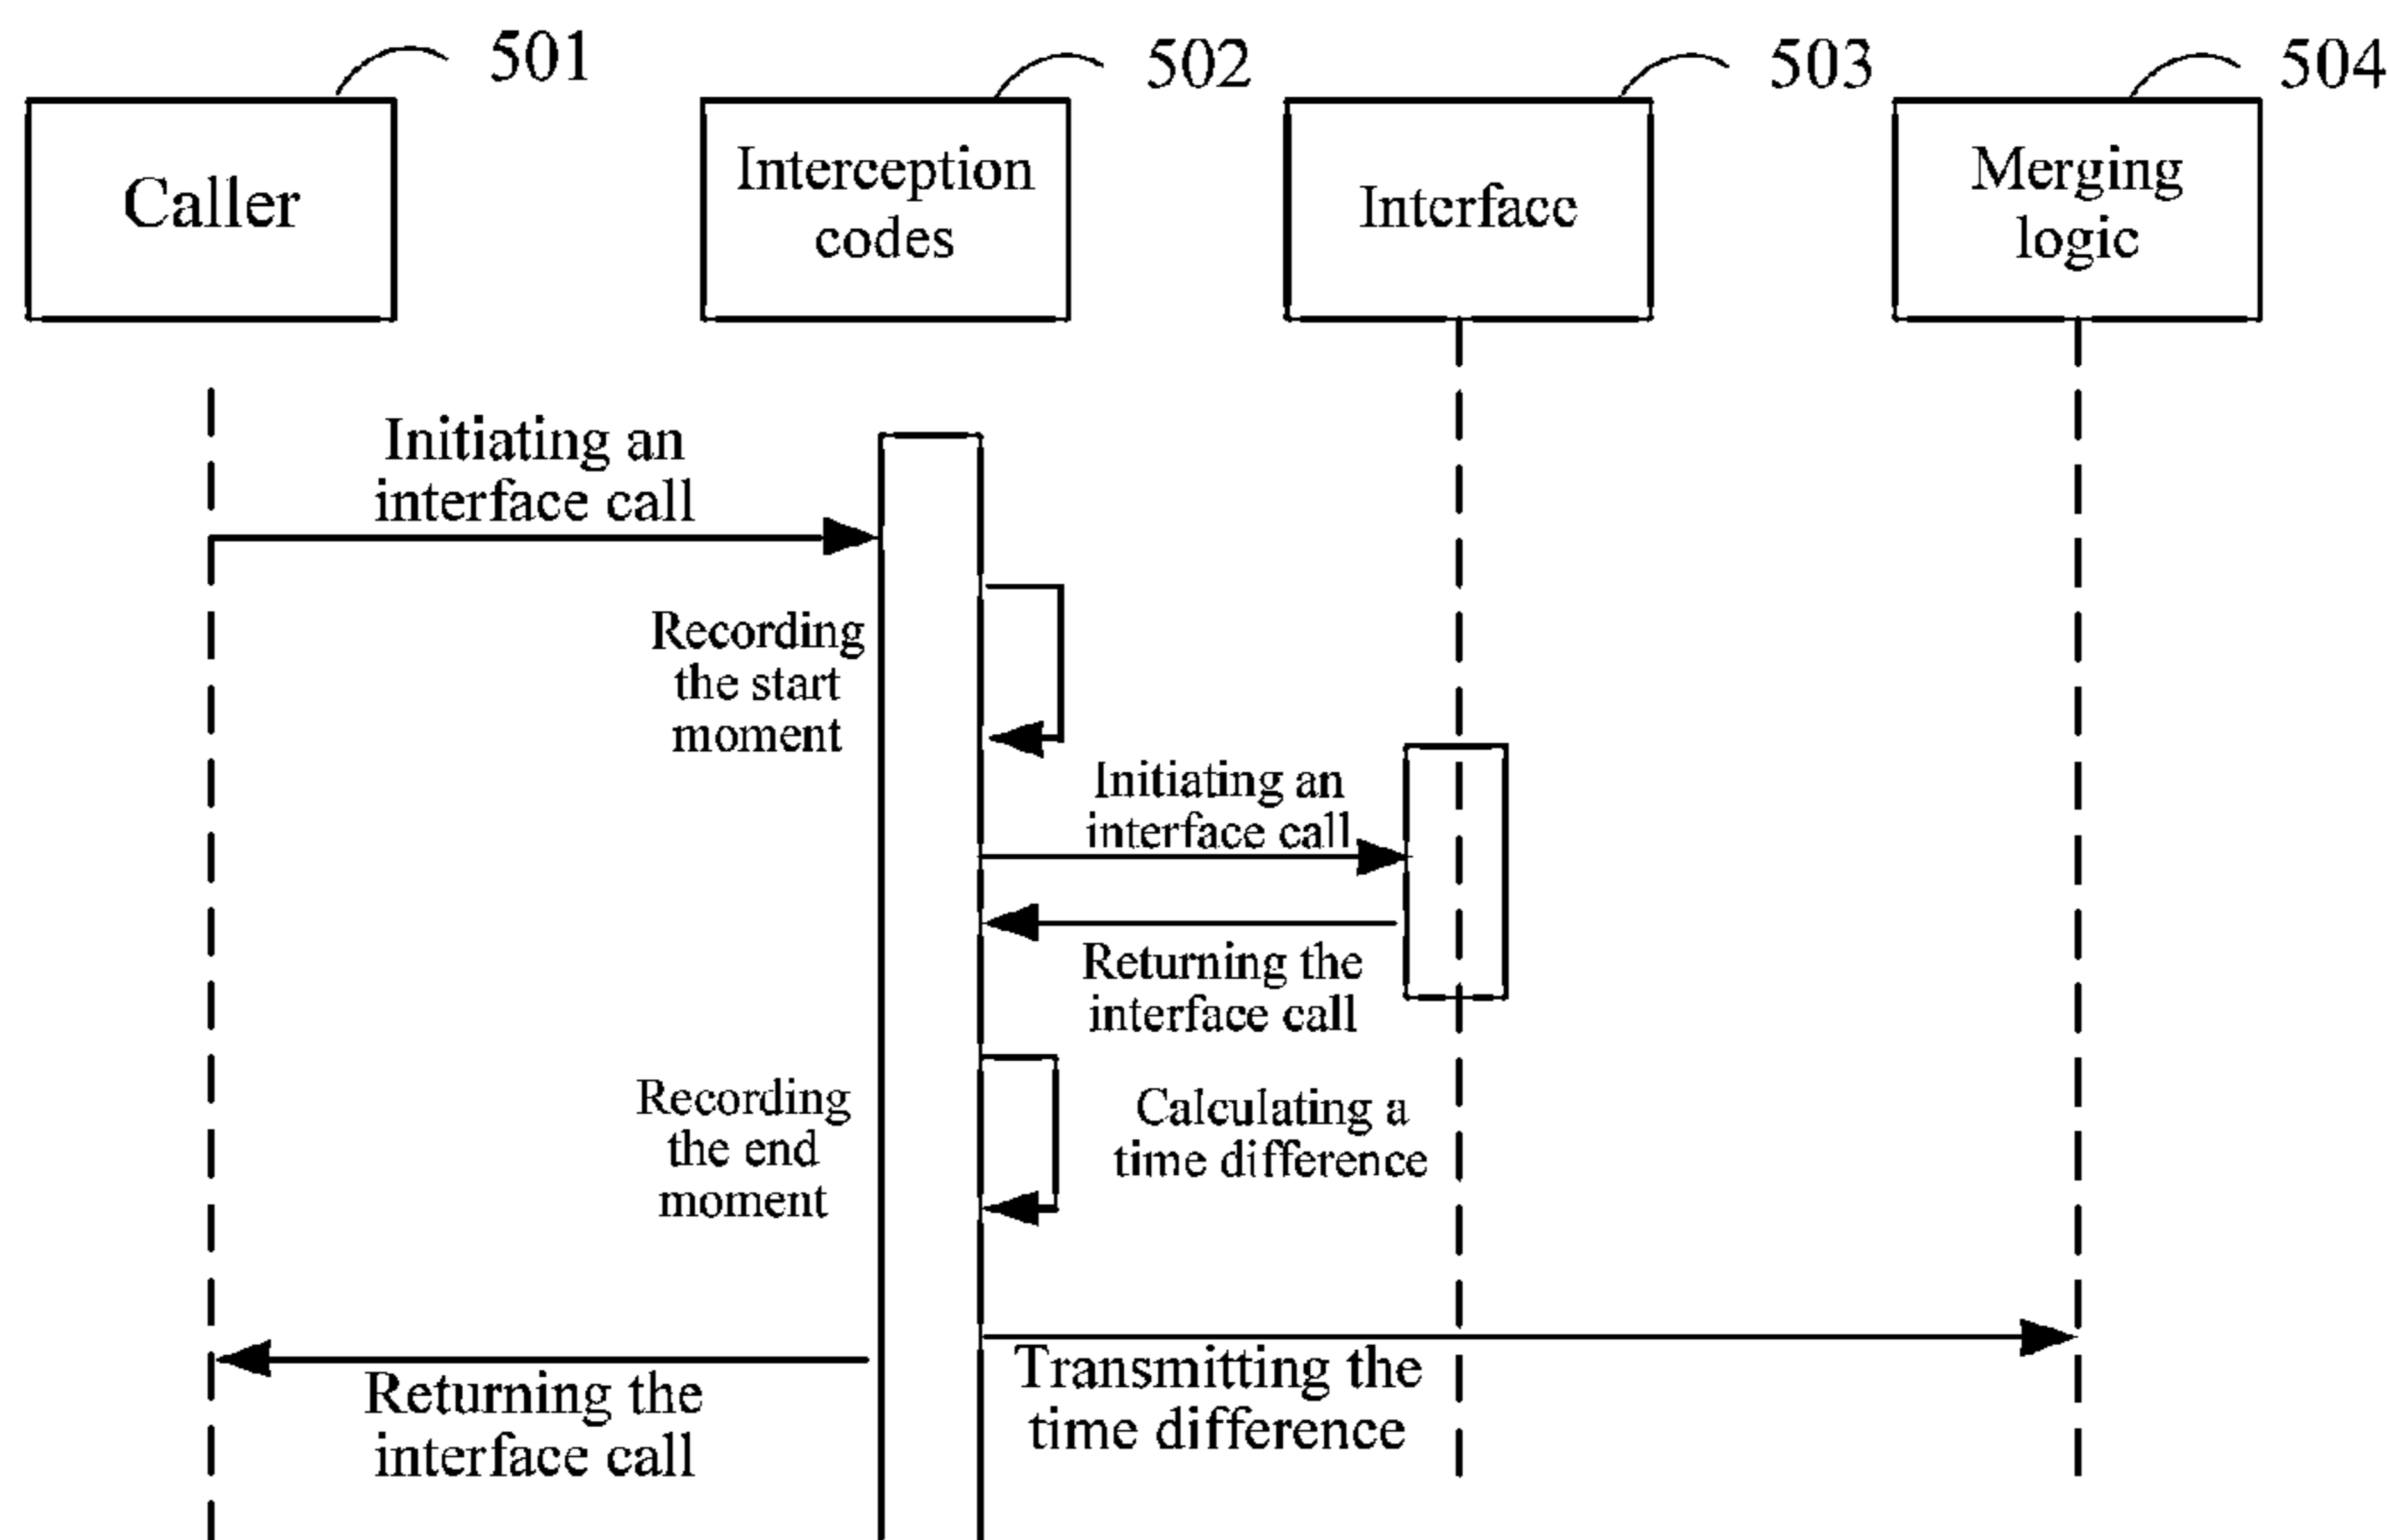 501
502
503
504
Caller
Interception
codes
Interface
Merging
logic
Initiating an
interface call
Recording
the start
moment
Initiating an
interface call
Returning the
interface call
Recording
the end
moment
Calculating a
time difference
Returning the
interface call
Transmitting the
time difference